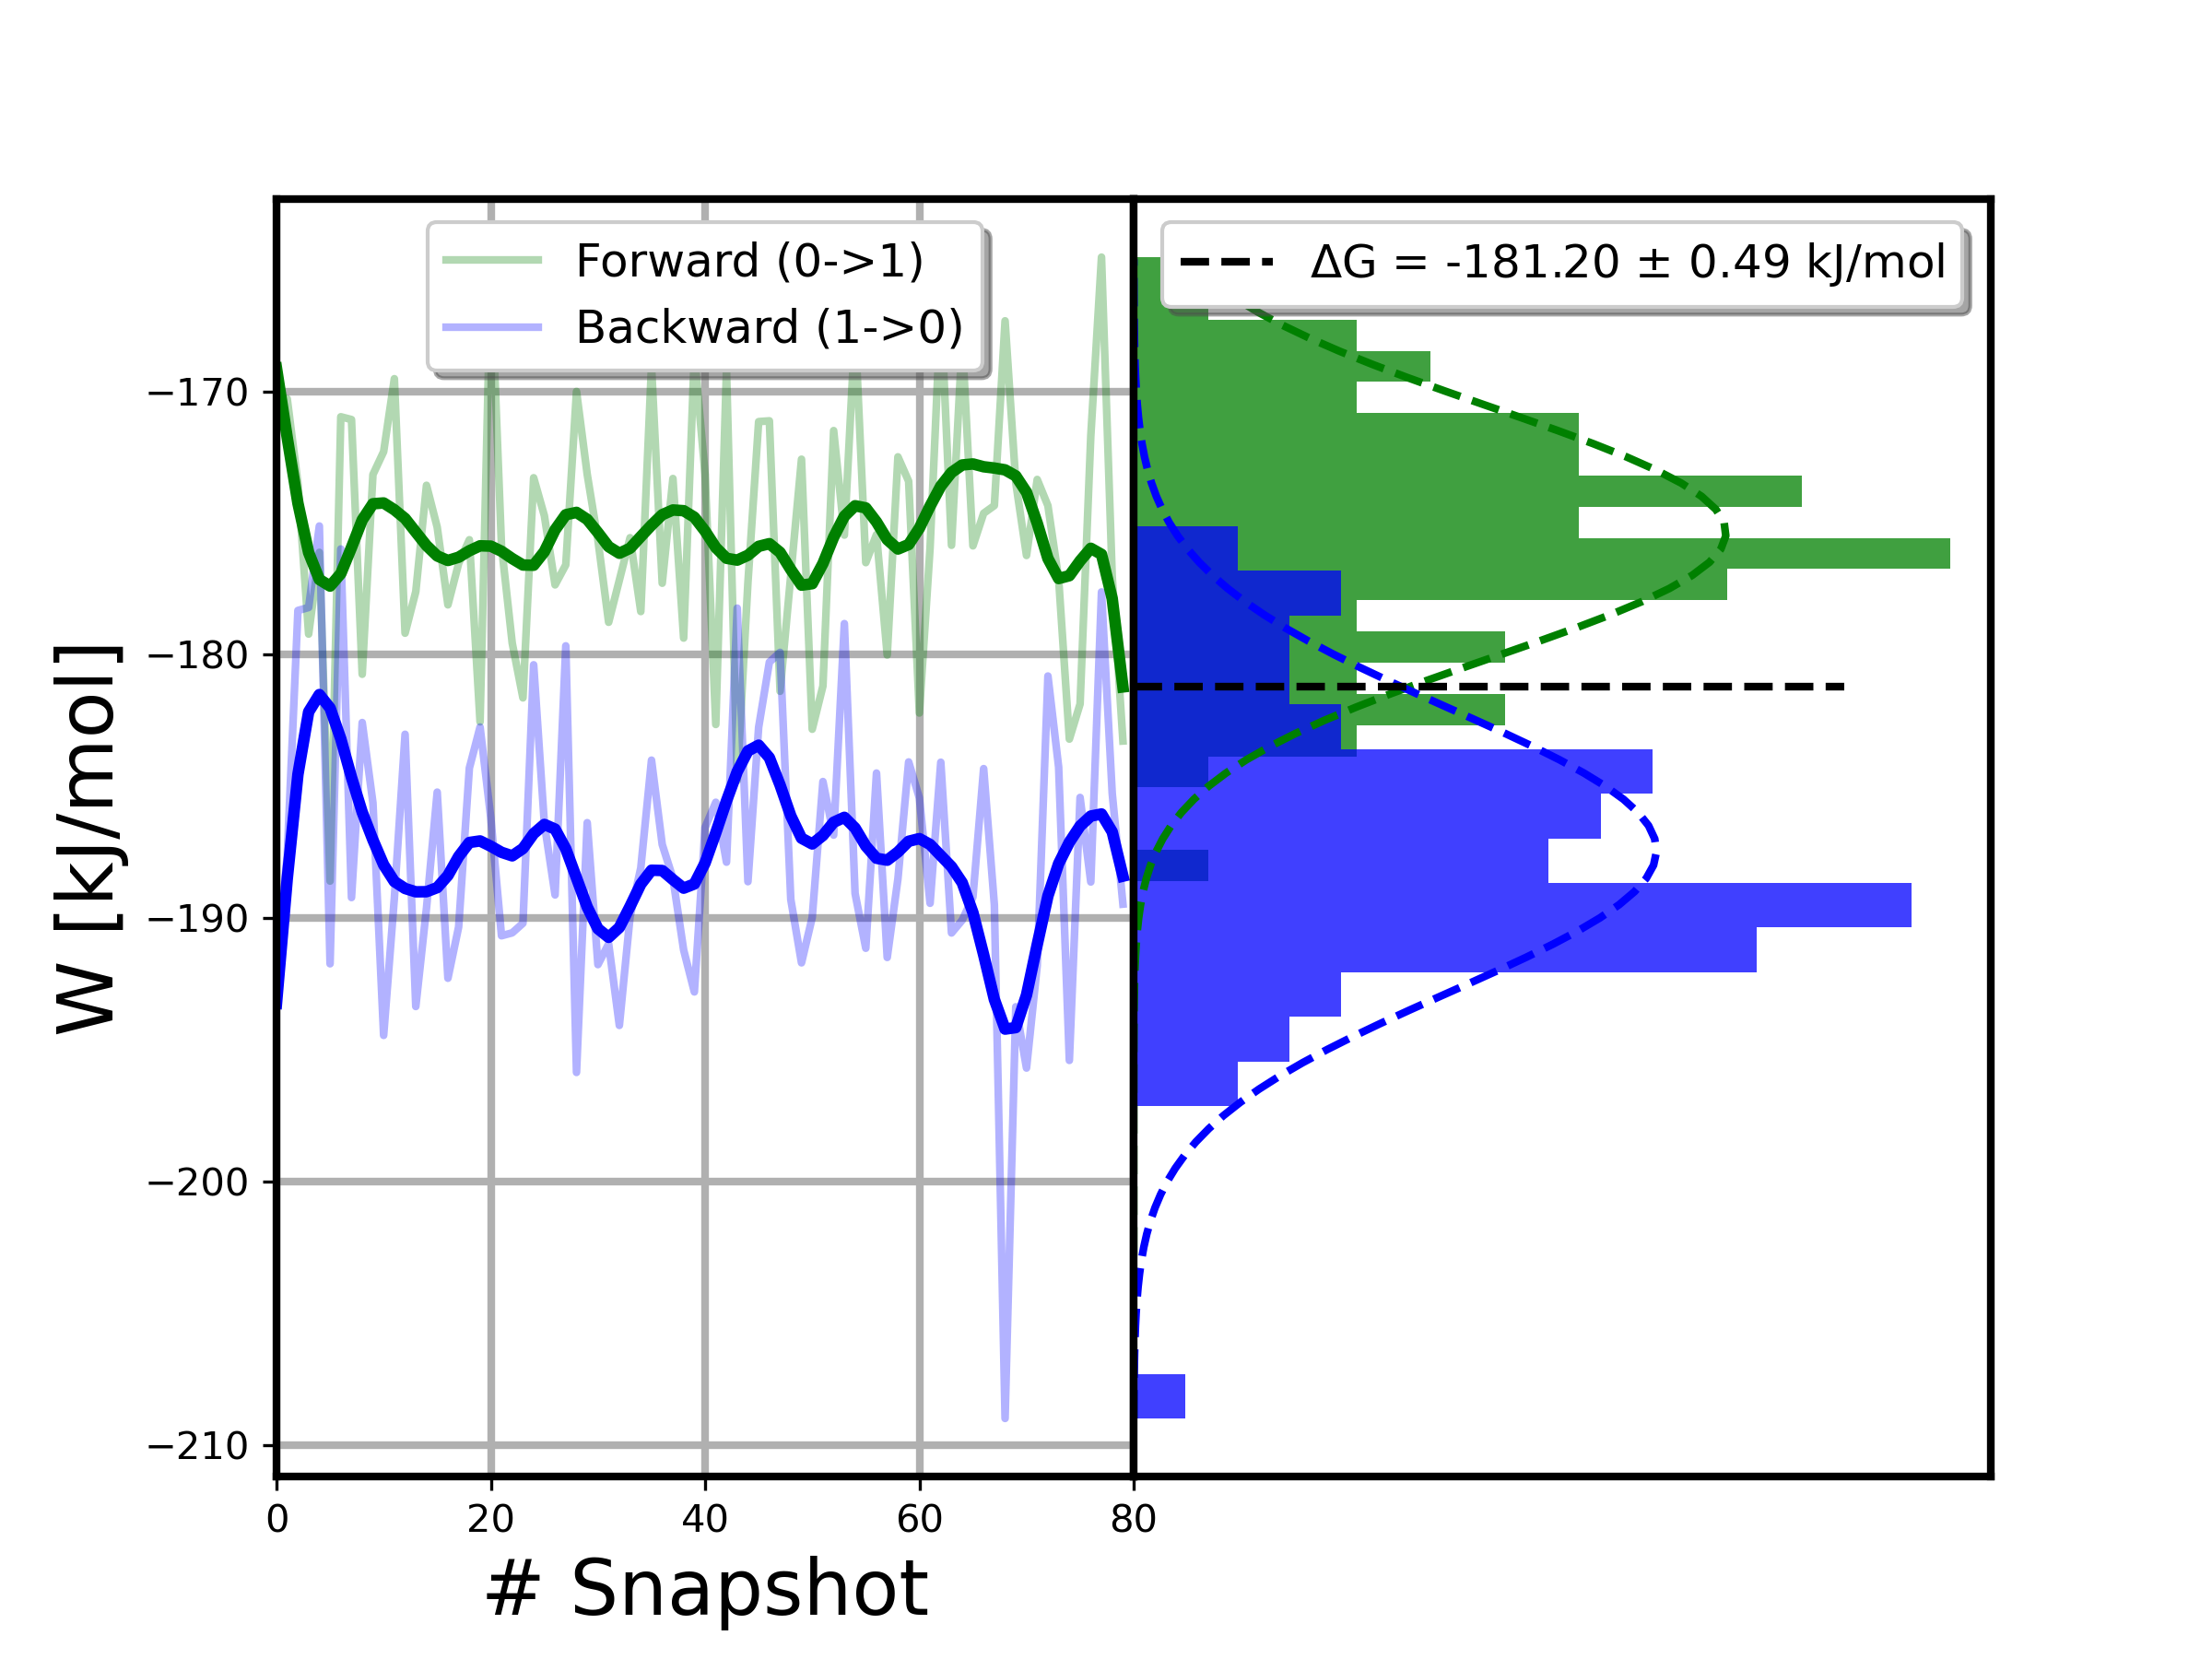 Forward (0->1)
Backward (1->0)
ΔG = -181.20 ± 0.49 kJ/mol
W [kJ/mol]
−170
−180
−190
−200
−210
0 20 40 60 80
# Snapshot